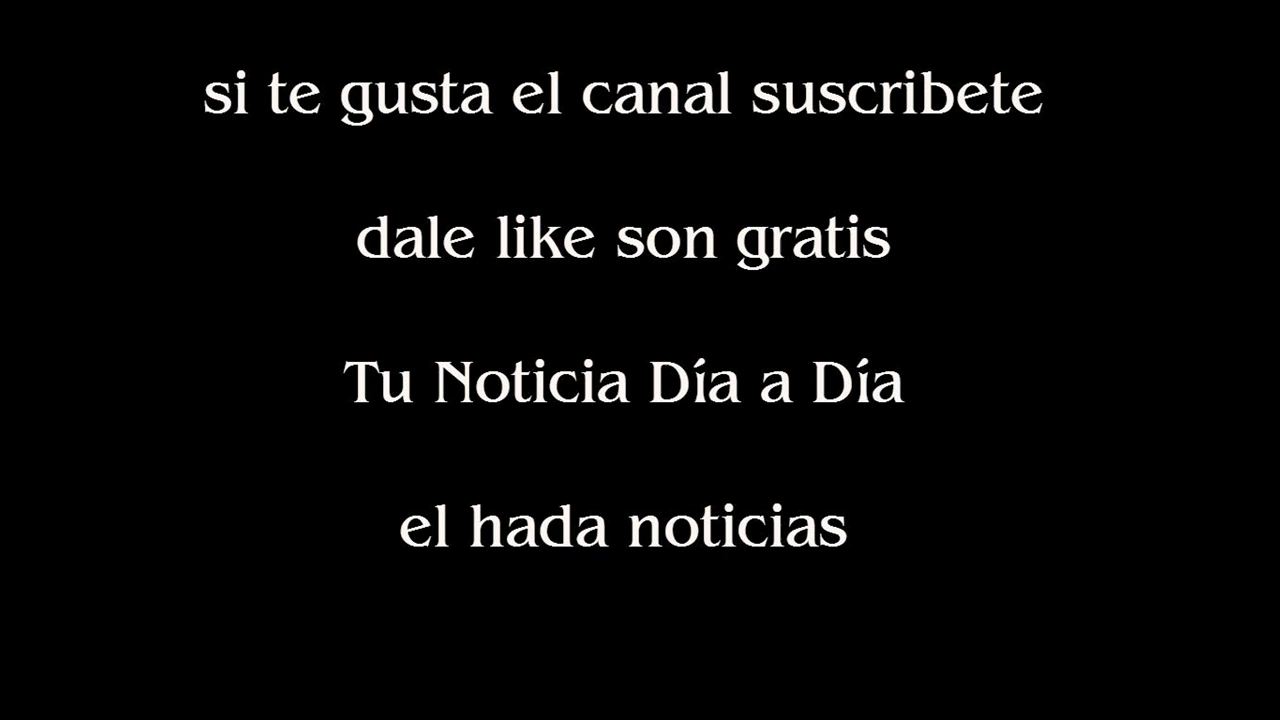 si te gusta el canal suscribete
dale like son gratis
Tu Noticia Día a Día
el hada noticias